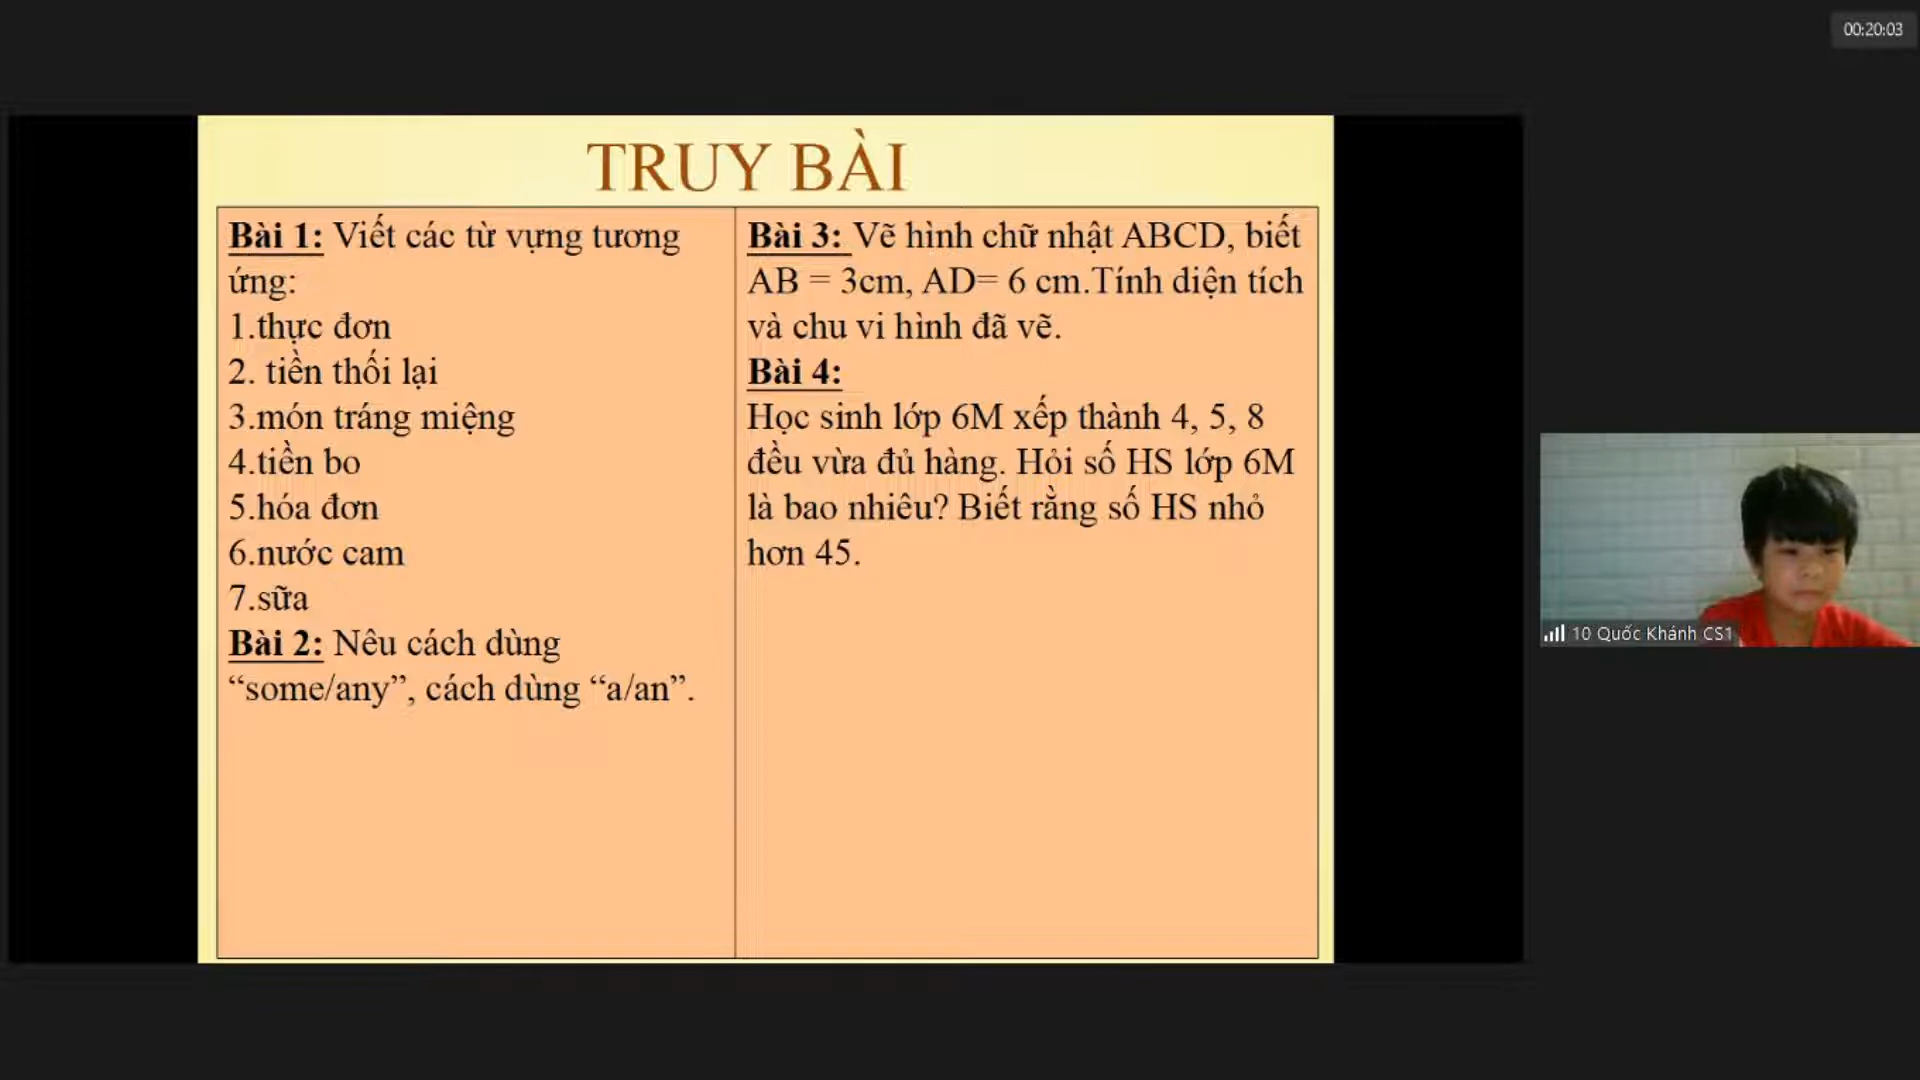 00:20:03
TRUY BÀI
Bài 1: Viết các từ vựng tương
ứng:
1.thực đơn
2. tiền thối lại
3.món tráng miệng
4.tiền bo
5.hóa đơn
6.nước cam
7.sữa
Bài 2: Nêu cách dùng
“some/any”, cách dùng “a/an”.
Bài 3: Vẽ hình chữ nhật ABCD, biết
AB = 3cm, AD= 6 cm.Tính diện tích
và chu vi hình đã vẽ.
Bài 4:
Học sinh lớp 6M xếp thành 4, 5, 8
đều vừa đủ hàng. Hỏi số HS lớp 6M
là bao nhiêu? Biết rằng số HS nhỏ
hơn 45.
10 Quốc Khánh CS1